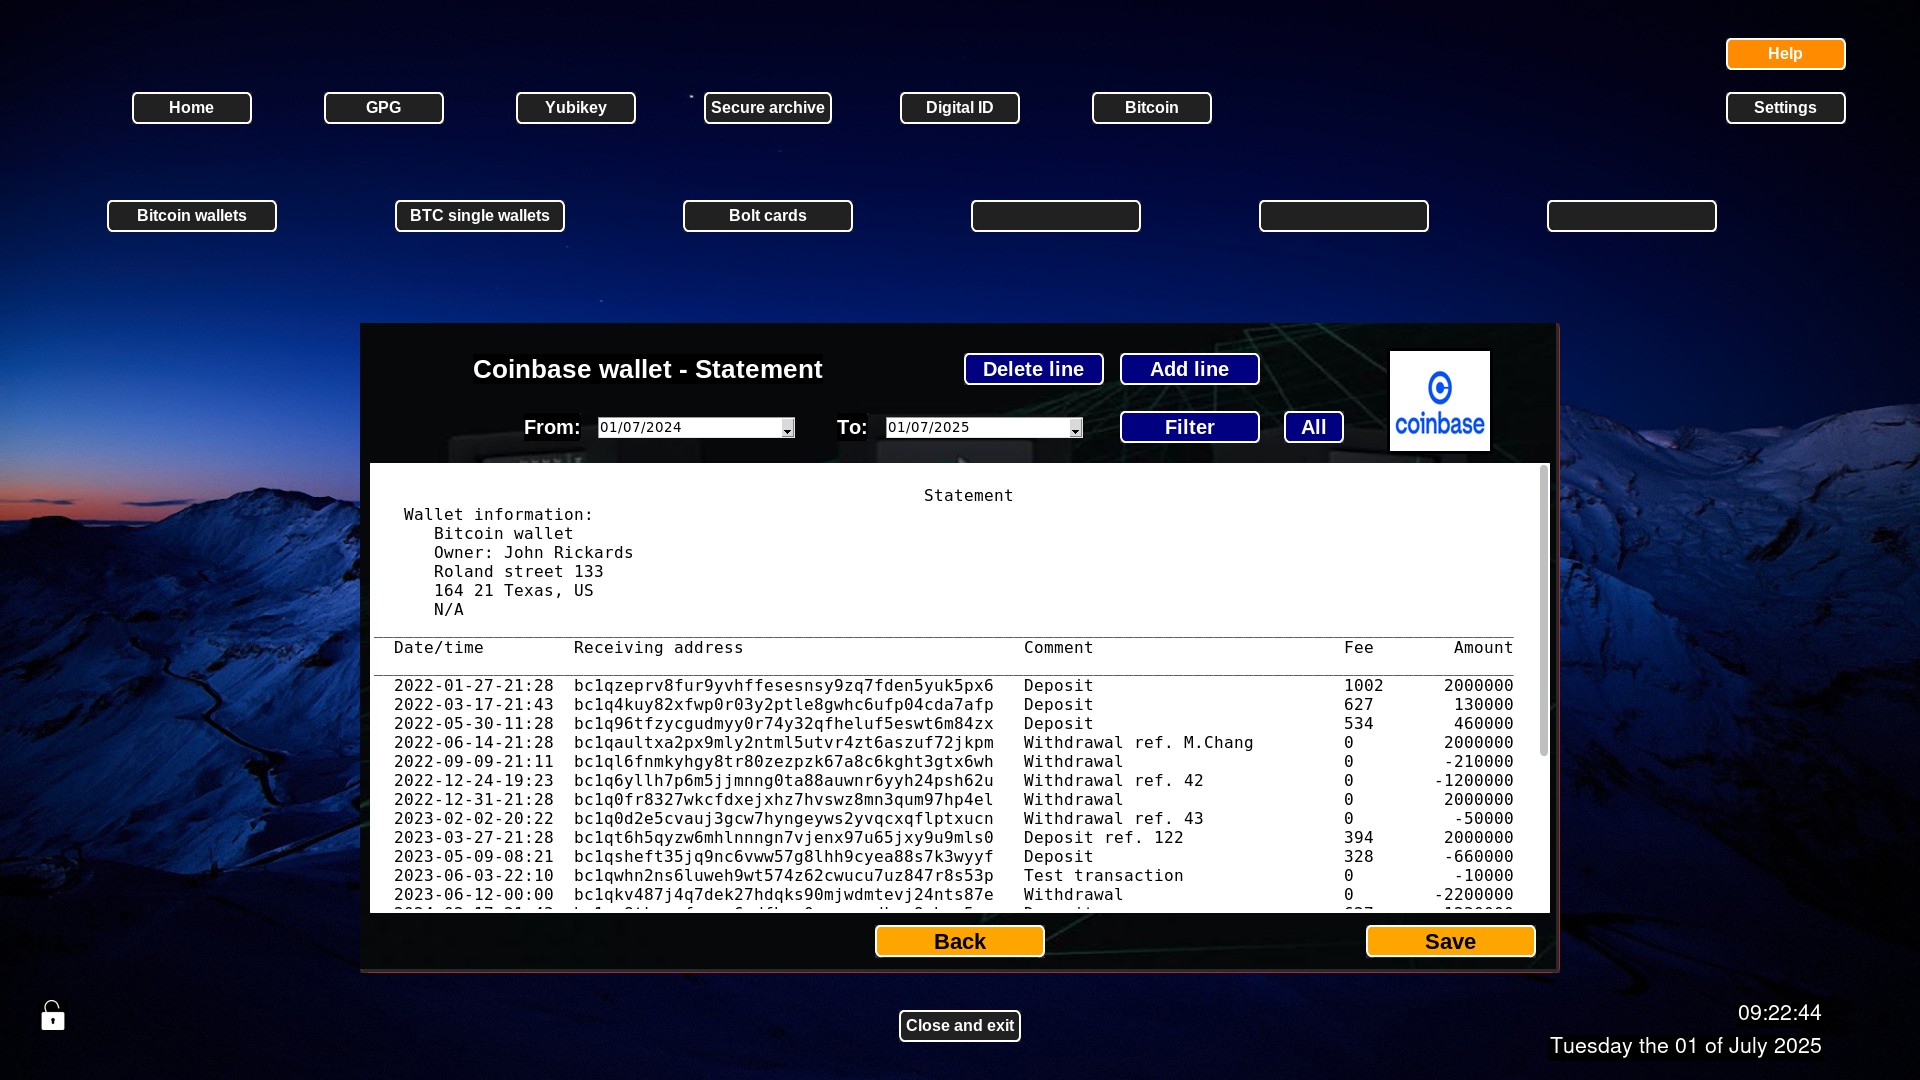 Help
Home GPG Yubikey Secure archive Digital ID Bitcoin Settings
Bitcoin wallets BTC single wallets Bolt cards
Coinbase wallet - Statement Delete line Add line
From: 01/07/2024 To: 01/07/2025 Filter All
coinbase
Statement
Wallet information:
Bitcoin wallet
Owner: John Rickards
Roland street 133
164 21 Texas, US
N/A
Date/time Receiving address Comment Fee Amount
2022-01-27-21:28 bc1qzeprv8fur9yvhffesesnsy9zq7fden5yuk5px6 Deposit 1002 2000000
2022-03-17-21:43 bc1q4kuy82xfwp0r03y2ptle8gwhc6ufp04cda7afp Deposit 627 130000
2022-05-30-11:28 bc1q96tfzycgudmyy0r74y32qfheluf5eswt6m84zx Deposit 534 460000
2022-06-14-21:28 bc1qaultxa2px9mly2ntml5utvr4zt6aszuf72jkpm Withdrawal ref. M.Chang 0 2000000
2022-09-09-21:11 bc1ql6fnmkyhgy8tr80zezpzk67a8c6kght3gtx6wh Withdrawal 0 -210000
2022-12-24-19:23 bc1q6yllh7p6m5jjmnng0ta88auwnr6yyh24psh62u Withdrawal ref. 42 0 -1200000
2022-12-31-21:28 bc1q0fr8327wkcfdxejxhz7hvswz8mn3qum97hp4el Withdrawal 0 2000000
2023-02-02-20:22 bc1q0d2e5cvauj3gcw7hyngeyws2yvqcxqflptxucn Withdrawal ref. 43 0 -50000
2023-03-27-21:28 bc1qt6h5qyzw6mhlnnngn7vjenx97u65jxy9u9mls0 Deposit ref. 122 394 2000000
2023-05-09-08:21 bc1qsheft35jq9nc6vww57g8lhh9cyea88s7k3wyyf Deposit 328 -660000
2023-06-03-22:10 bc1qwhn2ns6luweh9wt574z62cwucu7uz847r8s53p Test transaction 0 -10000
2023-06-12-00:00 bc1qkv487j4q7dek27hdqks90mjwdmtevj24nts87e Withdrawal 0 -2200000
Back Save
Close and exit
09:22:44
Tuesday the 01 of July 2025